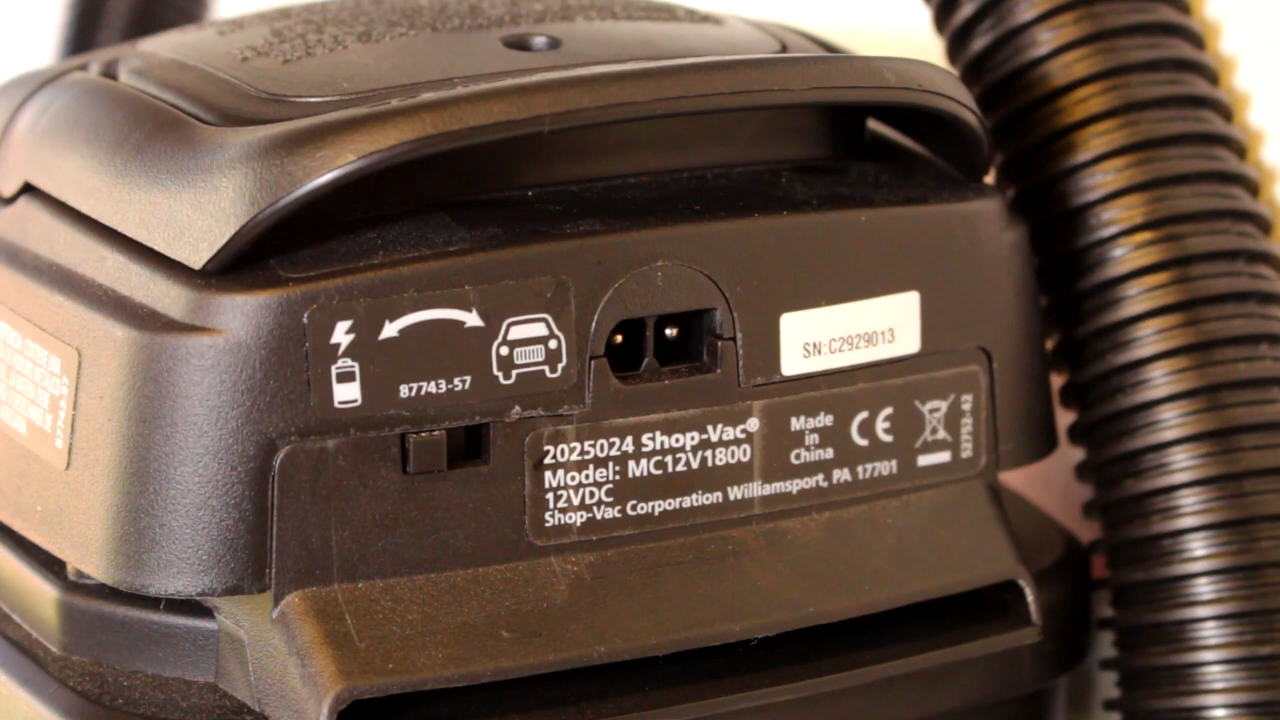 87743-57
SN:C2929013
2025024 Shop-Vac®
Model: MC12V1800
12VDC
Shop-Vac Corporation Williamsport, PA 17701
Made
in
China
CE
52752-42